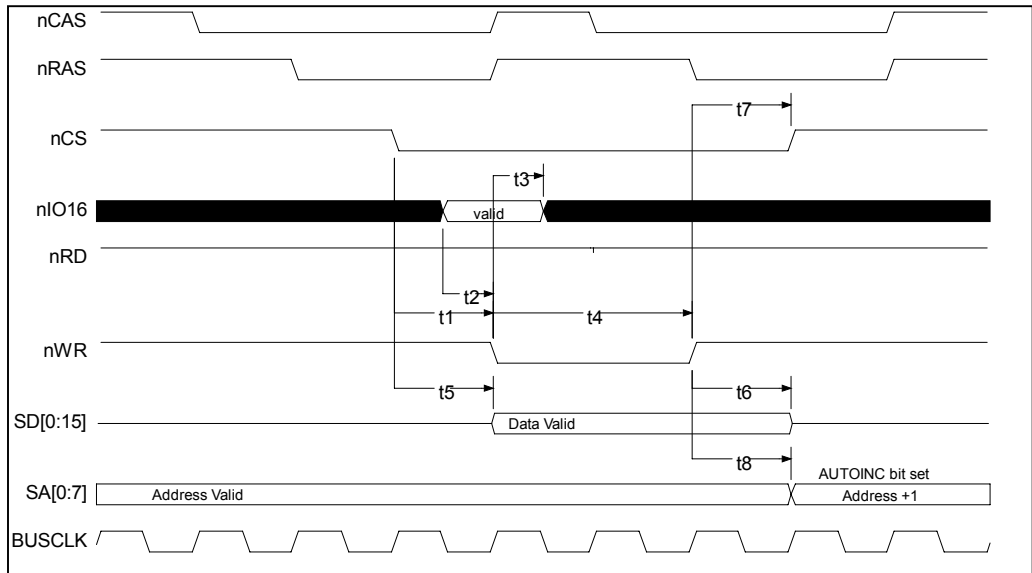 nCAS
nRAS
t7
nCS
t3
nIO16
valid
nRD
t2
t1
t4
nWR
t5
t6
SD[0:15]
Data Valid
t8
AUTOINC bit set
SA[0:7]
Address Valid
Address +1
BUSCLK